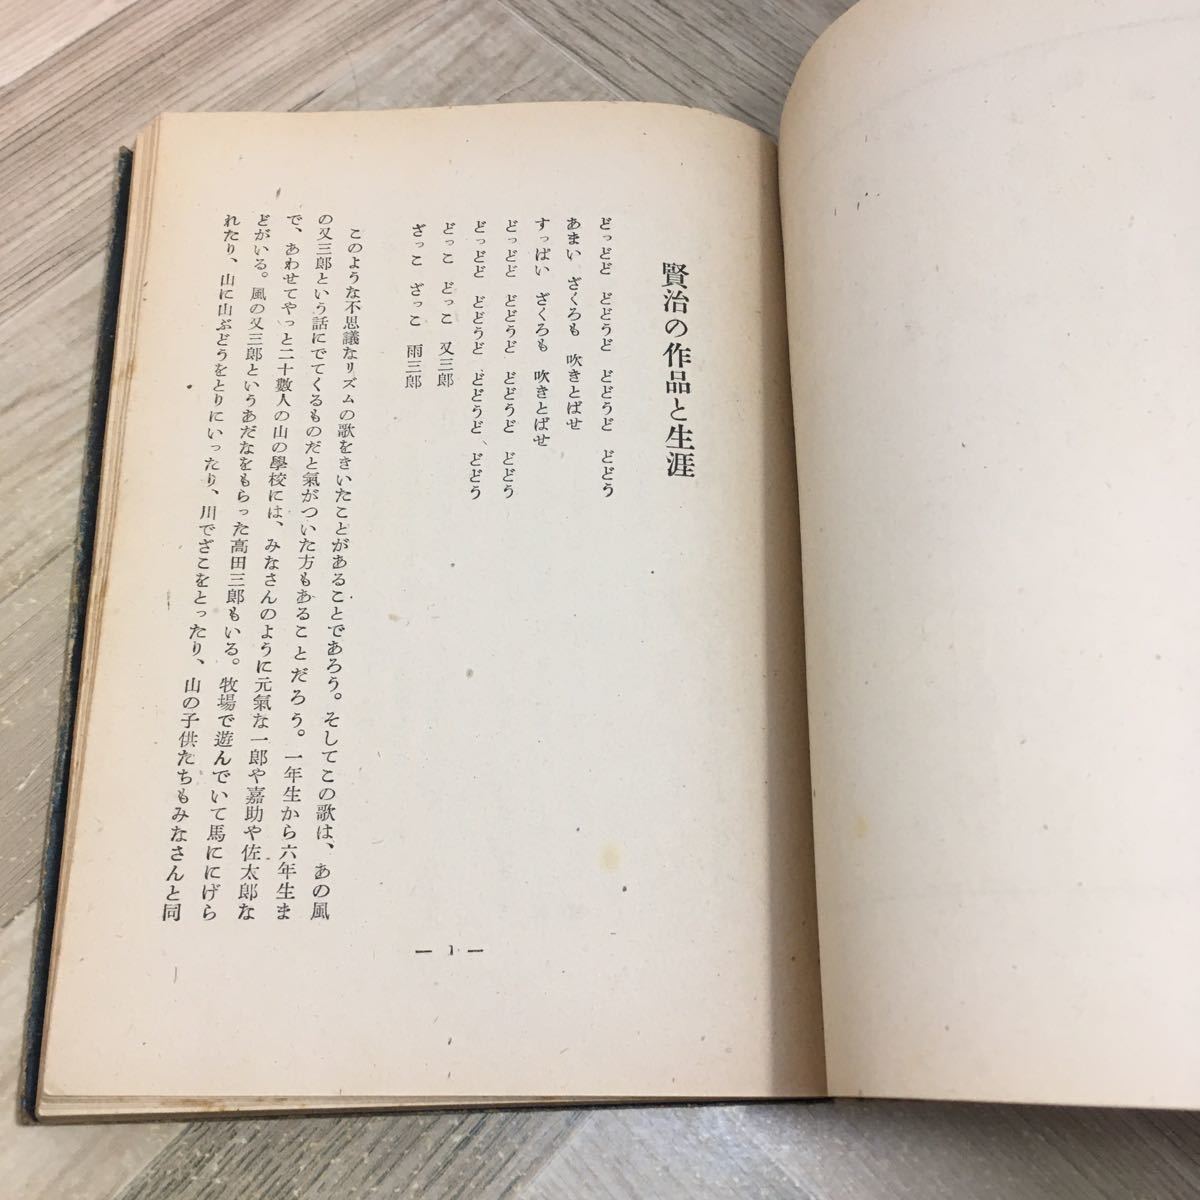 賢治の作品と生涯
どっどど どどうど どどうど どどう
あまい ざくろも 吹きとばせ
すっぱい ざくろも 吹きとばせ
どっどど どどうど どどうど どどう
どっどど どどうど どどうど どどう
どっこ どっこ 又三郎
ざっこ ざっこ 雨三郎
このような不思議なリズムの歌をきいたことがあることであろう。そしてこの歌は、あの風
の又三郎という話にでてくるものだと氣がついた方もあることだろう。一年生から六年生ま
で、あわせてやっと二十數人の山の學校には、みなさんのように元氣な一郎や嘉助や佐太郎な
どがいる。風の又三郎というあだなをもらった高田三郎もいる。牧場で遊んでいて馬ににげら
れたり、山に山ぶどうをとりにいったり、川でざこをとったり、山の子供たちもみなさんと同
— 1 —